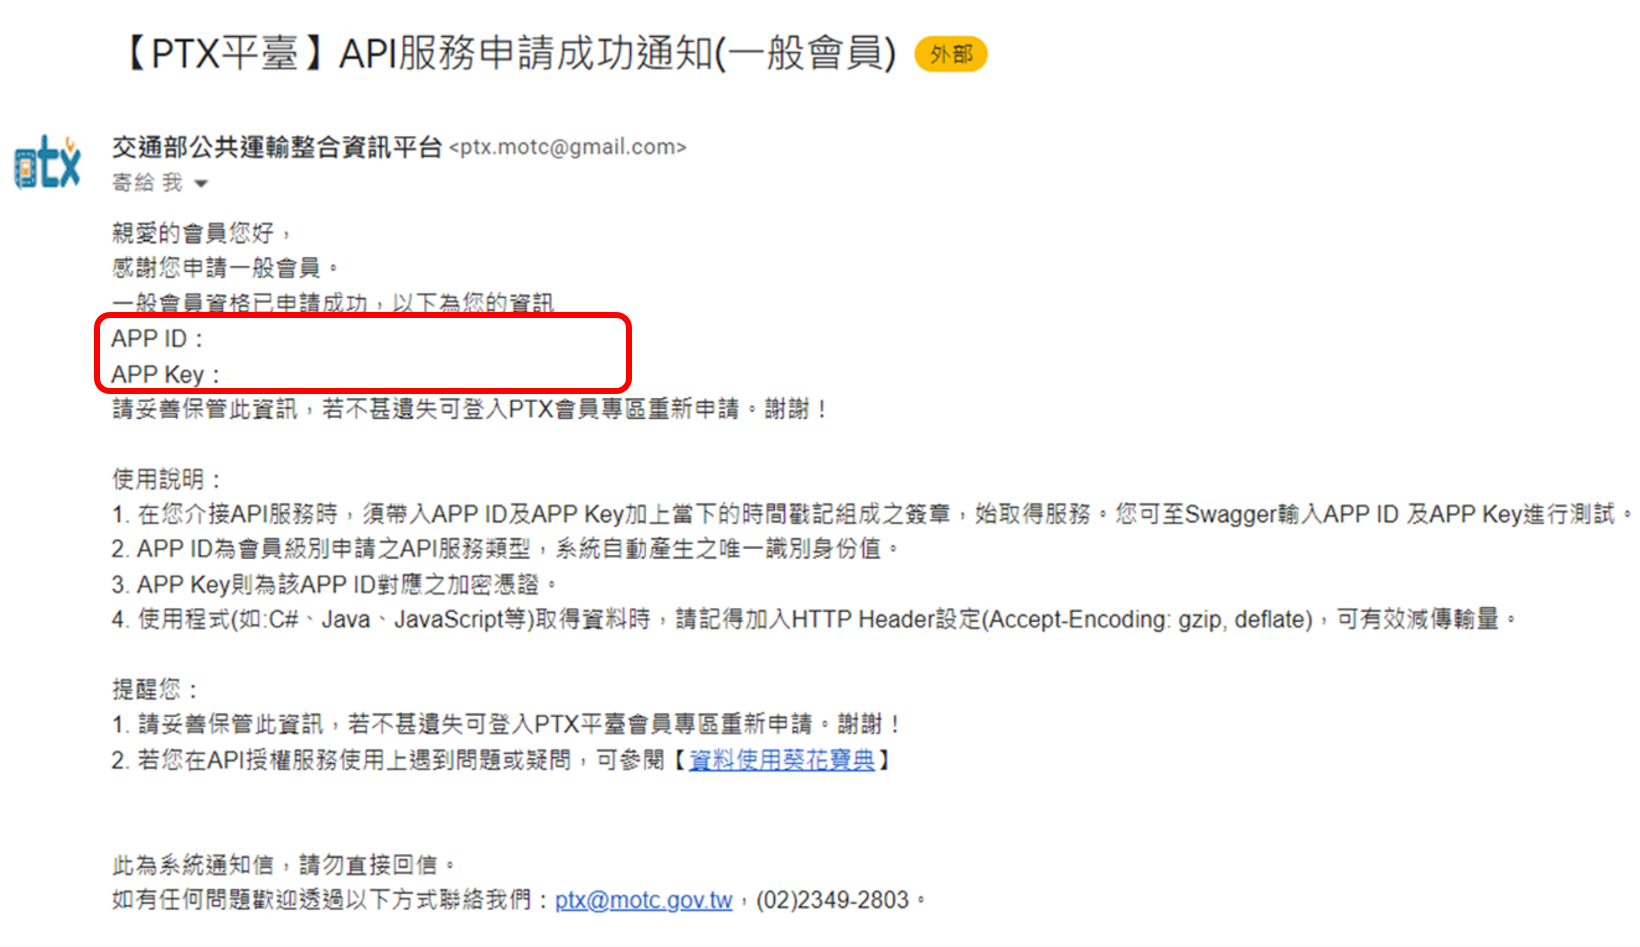 【PTX平臺】API服務申請成功通知(一般會員) 外部
ptx
交通部公共運輸整合資訊平台 <ptx.motc@gmail.com>
寄給 我
親愛的會員您好，
感謝您申請一般會員。
一般會員資格已申請成功，以下為您的資訊
APP ID：
APP Key：
請妥善保管此資訊，若不甚遺失可登入PTX會員專區重新申請。謝謝！
使用說明：
1. 在您介接API服務時，須帶入APP ID及APP Key加上當下的時間戳記組成之簽章，始取得服務。您可至Swagger輸入APP ID 及APP Key進行測試。
2. APP ID為會員級別申請之API服務類型，系統自動產生之唯一識別身份值。
3. APP Key則為該APP ID對應之加密憑證。
4. 使用程式(如:C#、Java、JavaScript等)取得資料時，請記得加入HTTP Header設定(Accept-Encoding: gzip, deflate)，可有效減傳輸量。
提醒您：
1. 請妥善保管此資訊，若不甚遺失可登入PTX平臺會員專區重新申請。謝謝！
2. 若您在API授權服務使用上遇到問題或疑問，可參閱【資料使用葵花寶典】
此為系統通知信，請勿直接回信。
如有任何問題歡迎透過以下方式聯絡我們：ptx@motc.gov.tw，(02)2349-2803。